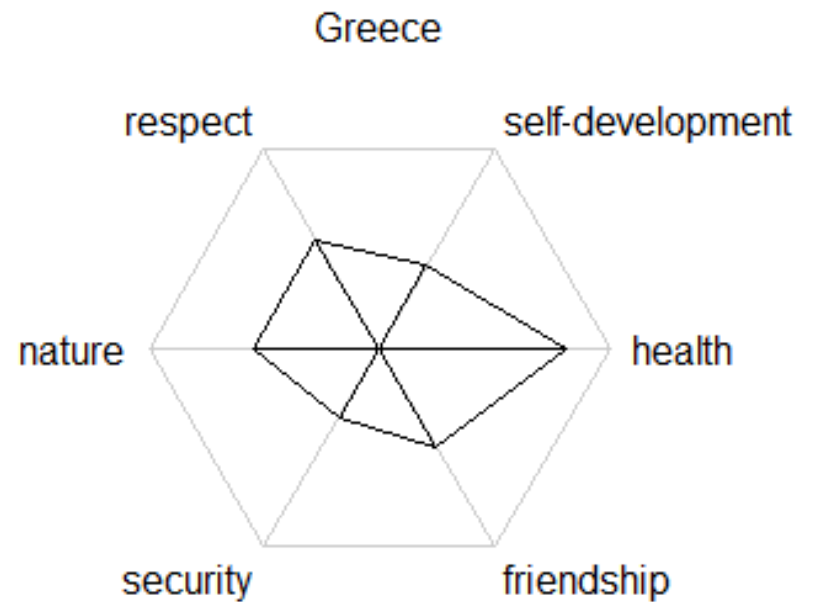 Greece
respect
self-development
nature
health
security
friendship